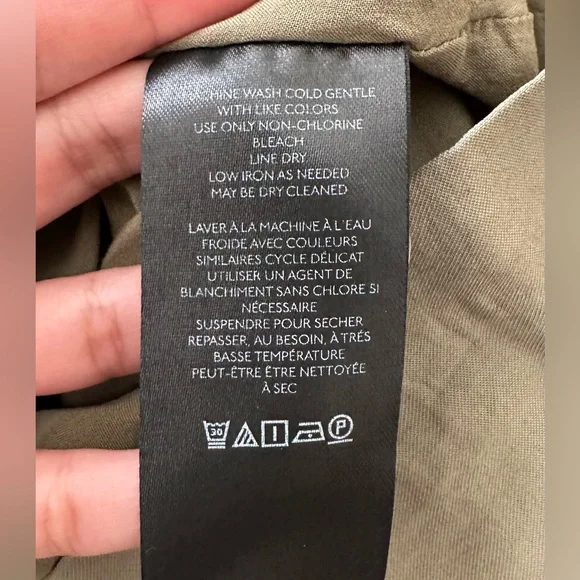 MACHINE WASH COLD GENTLE
WITH LIKE COLORS
USE ONLY NON-CHLORINE
BLEACH
LINE DRY
LOW IRON AS NEEDED
MAY BE DRY CLEANED
LAVER À LA MACHINE À L'EAU
FROIDE AVEC COULEURS
SIMILAIRES CYCLE DÉLICAT
UTILISER UN AGENT DE
BLANCHIMENT SANS CHLORE SI
NÉCESSAIRE
SUSPENDRE POUR SECHER
REPASSER, AU BESOIN, À TRÉS
BASSE TEMPÉRATURE
PEUT-ÊTRE ÊTRE NETTOYÉE
À SEC
30 P